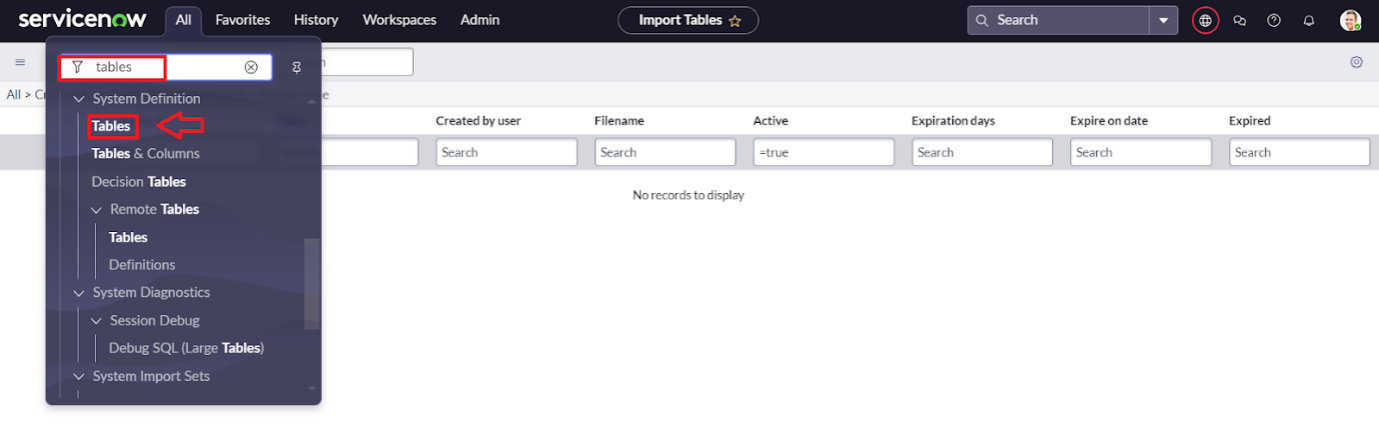 servicenow All Favorites History Workspaces Admin Import Tables Search
tables
All >
System Definition
Tables
Created by user Filename Active Expiration days Expire on date Expired
Tables & Columns
Search Search =true Search Search Search
Decision Tables
No records to display
Remote Tables
Tables
Definitions
System Diagnostics
Session Debug
Debug SQL (Large Tables)
System Import Sets